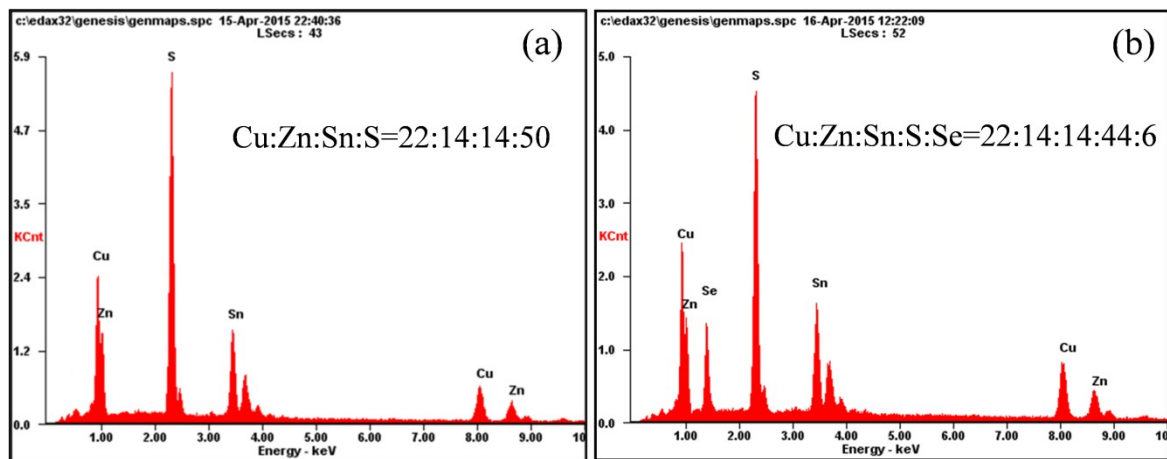 c:\edax32\genesis\genmaps.spc 15-Apr-2015 22:40:36
LSecs : 43
(a)
5.9
S
4.7
Cu:Zn:Sn:S=22:14:14:50
3.5
KCnt
Cu
2.4
Zn
Sn
1.2
Cu
Zn
0.0
1.00 2.00 3.00 4.00 5.00 6.00 7.00 8.00 9.00 10
Energy - keV
c:\edax32\genesis\genmaps.spc 16-Apr-2015 12:22:09
LSecs : 52
(b)
5.0
S
4.0
Cu:Zn:Sn:S:Se=22:14:14:44:6
3.0
KCnt
Cu
2.0
Zn
Se
Sn
1.0
Cu
Zn
0.0
1.00 2.00 3.00 4.00 5.00 6.00 7.00 8.00 9.00 10
Energy - keV